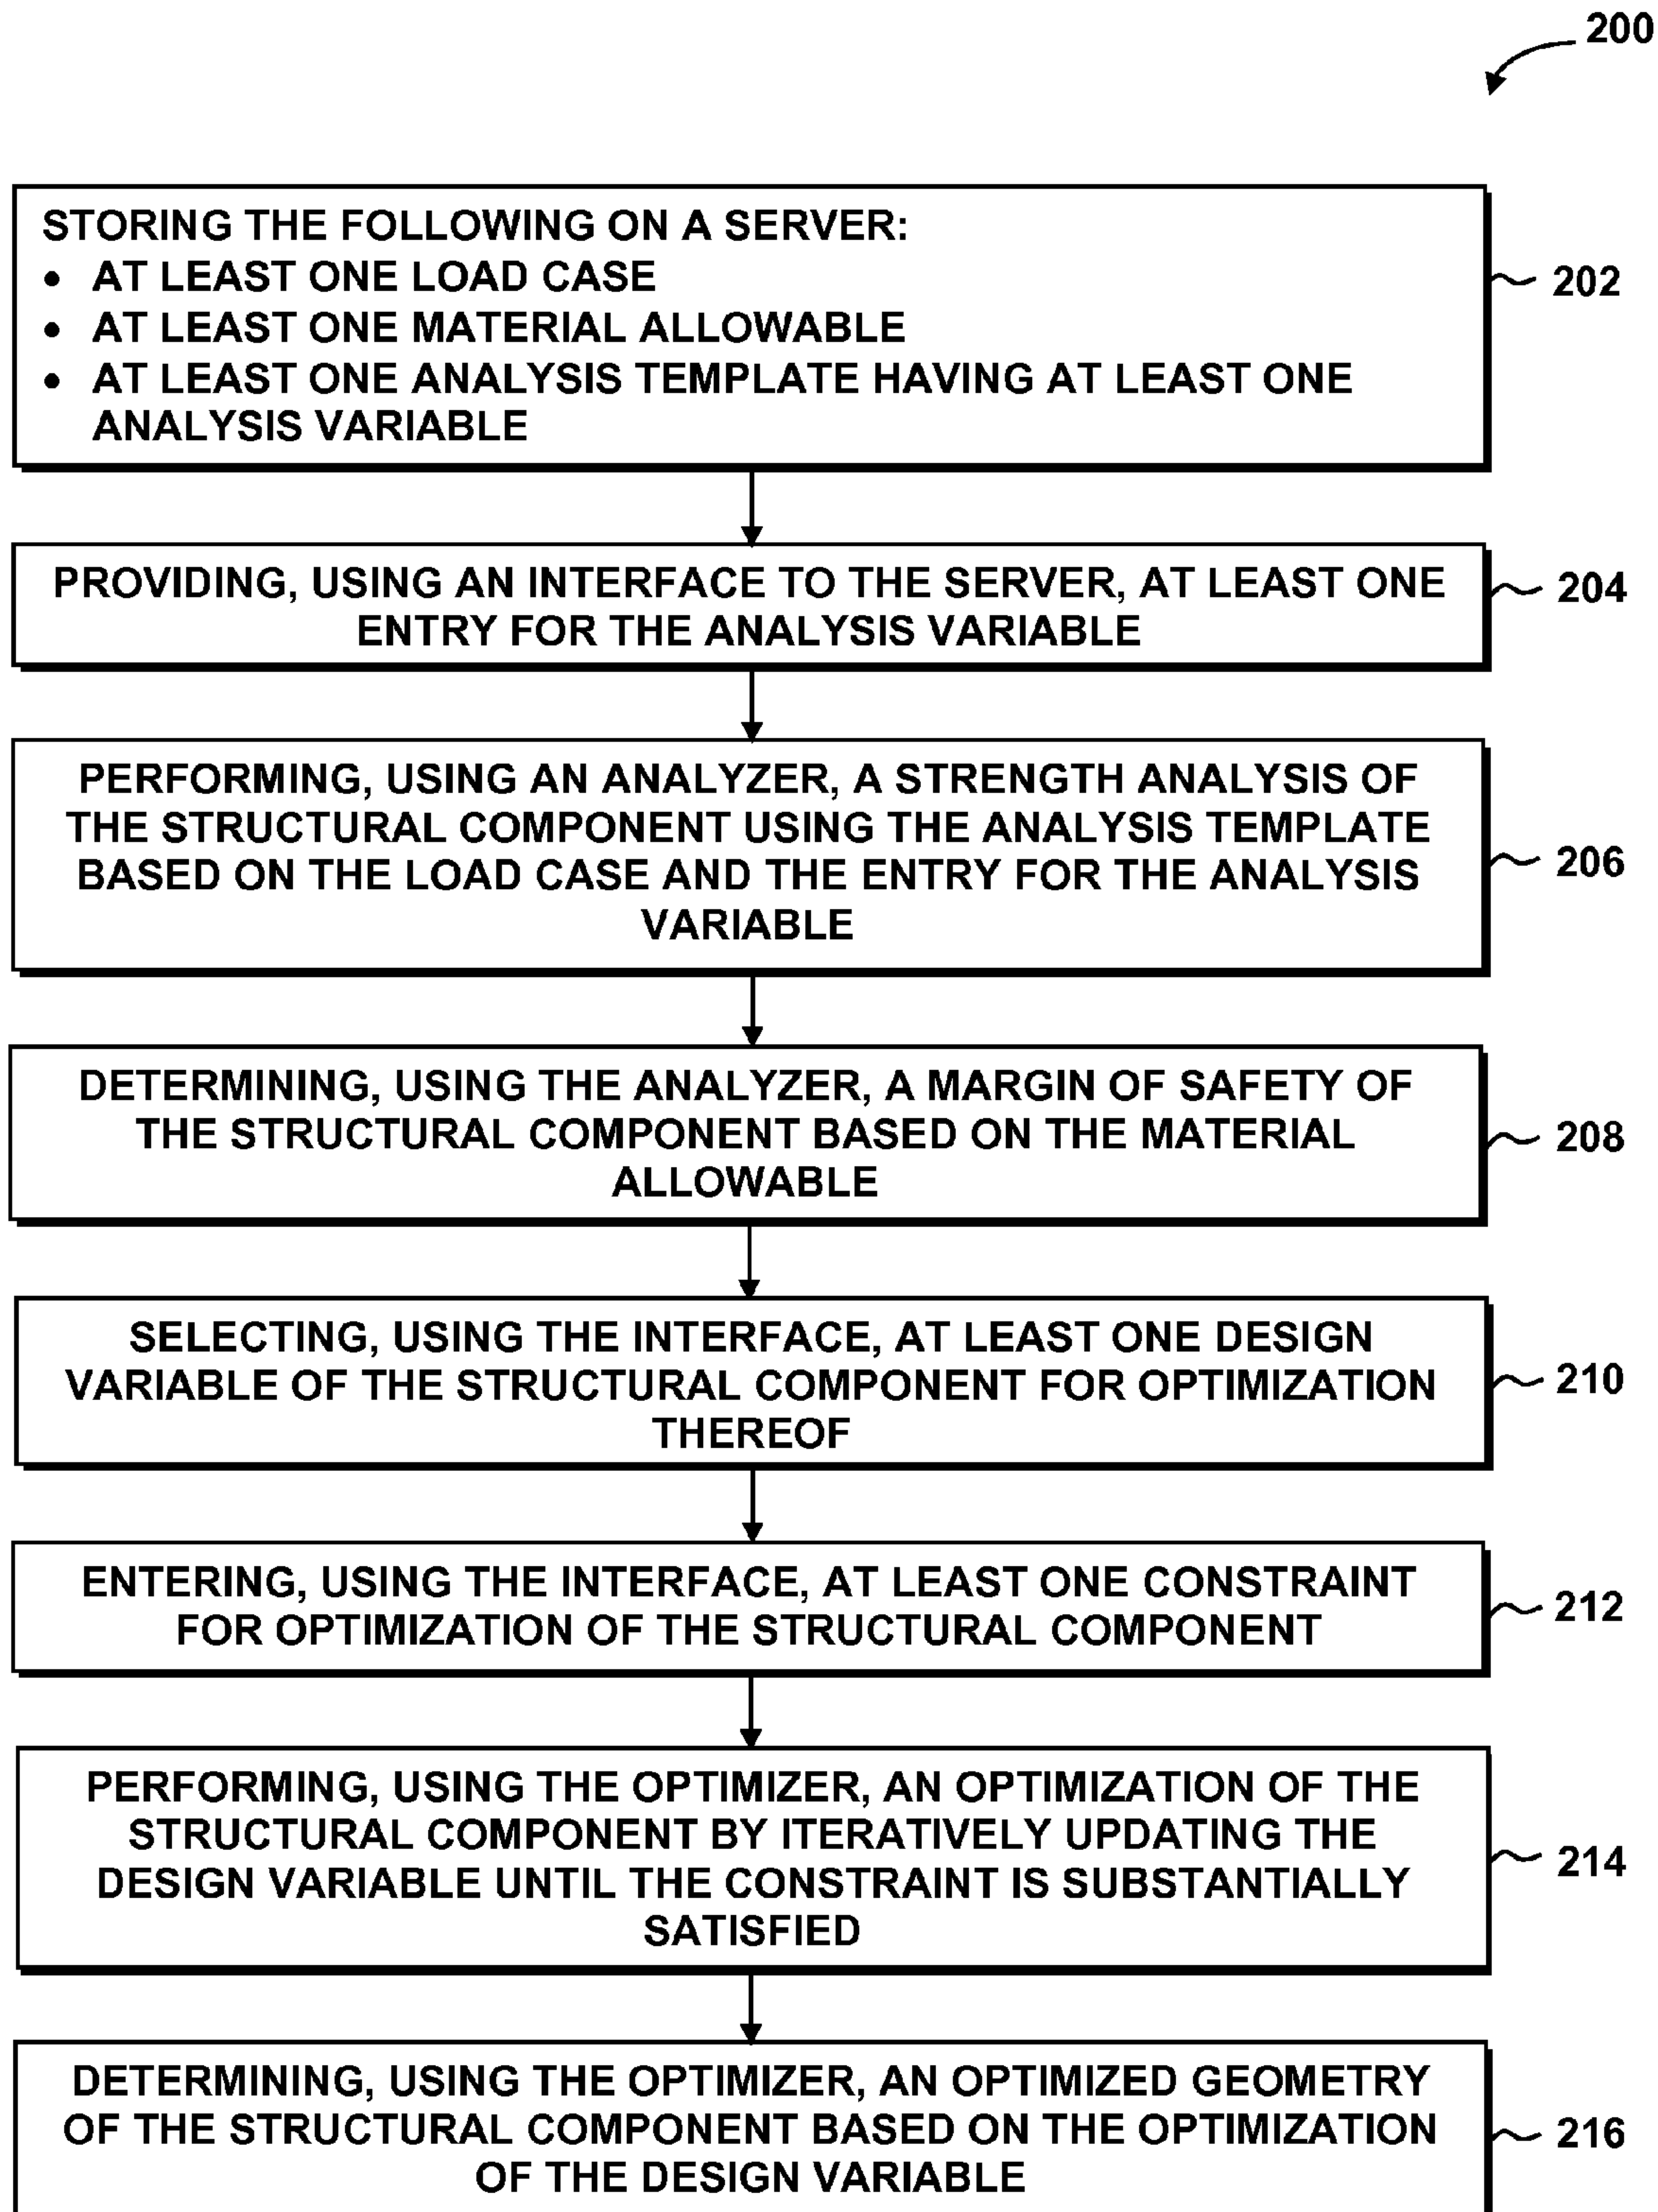 200
STORING THE FOLLOWING ON A SERVER:
• AT LEAST ONE LOAD CASE
• AT LEAST ONE MATERIAL ALLOWABLE
• AT LEAST ONE ANALYSIS TEMPLATE HAVING AT LEAST ONE
ANALYSIS VARIABLE
202
PROVIDING, USING AN INTERFACE TO THE SERVER, AT LEAST ONE
ENTRY FOR THE ANALYSIS VARIABLE
204
PERFORMING, USING AN ANALYZER, A STRENGTH ANALYSIS OF
THE STRUCTURAL COMPONENT USING THE ANALYSIS TEMPLATE
BASED ON THE LOAD CASE AND THE ENTRY FOR THE ANALYSIS
VARIABLE
206
DETERMINING, USING THE ANALYZER, A MARGIN OF SAFETY OF
THE STRUCTURAL COMPONENT BASED ON THE MATERIAL
ALLOWABLE
208
SELECTING, USING THE INTERFACE, AT LEAST ONE DESIGN
VARIABLE OF THE STRUCTURAL COMPONENT FOR OPTIMIZATION
THEREOF
210
ENTERING, USING THE INTERFACE, AT LEAST ONE CONSTRAINT
FOR OPTIMIZATION OF THE STRUCTURAL COMPONENT
212
PERFORMING, USING THE OPTIMIZER, AN OPTIMIZATION OF THE
STRUCTURAL COMPONENT BY ITERATIVELY UPDATING THE
DESIGN VARIABLE UNTIL THE CONSTRAINT IS SUBSTANTIALLY
SATISFIED
214
DETERMINING, USING THE OPTIMIZER, AN OPTIMIZED GEOMETRY
OF THE STRUCTURAL COMPONENT BASED ON THE OPTIMIZATION
OF THE DESIGN VARIABLE
216